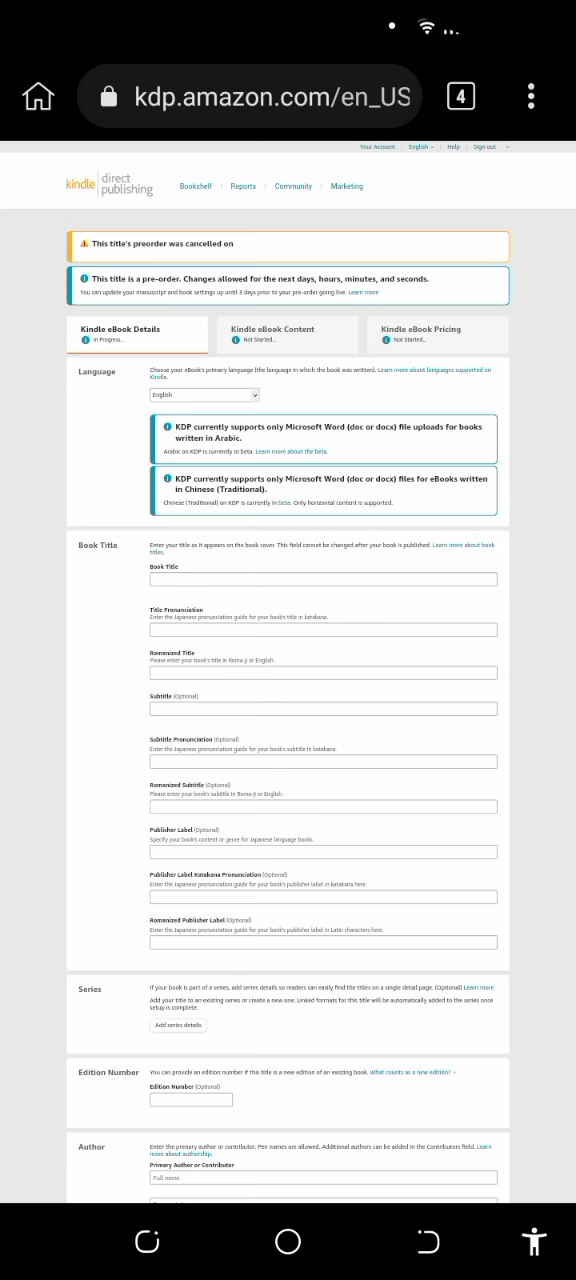 kdp.amazon.com/en_US
4
Your Account English Help Sign out
kindle direct publishing
Bookshelf Reports Community Marketing
This title's preorder was cancelled on
This title is a pre-order. Changes allowed for the next days, hours, minutes, and seconds.
You can update your manuscript and book settings up until 3 days prior to your pre-order going live. Learn more
Kindle eBook Details
In Progress...
Kindle eBook Content
Not Started...
Kindle eBook Pricing
Not Started...
Language
Choose your eBook's primary language (the language in which the book was written). Learn more about languages supported on
Kindle.
English
KDP currently supports only Microsoft Word (doc or docx) file uploads for books
written in Arabic.
Arabic on KDP is currently in beta. Learn more about the beta.
KDP currently supports only Microsoft Word (doc or docx) files for eBooks written
in Chinese (Traditional).
Chinese (Traditional) on KDP is currently in beta. Only horizontal content is supported.
Book Title
Enter your title as it appears on the book cover. This field cannot be changed after your book is published. Learn more about book
titles.
Book Title
Title Pronunciation
Enter the Japanese pronunciation guide for your book's title in katakana.
Romanized Title
Please enter your book's title in Roma-ji or English.
Subtitle (Optional)
Subtitle Pronunciation (Optional)
Enter the Japanese pronunciation guide for your book's subtitle in katakana.
Romanized Subtitle (Optional)
Please enter your book's subtitle in Roma-ji or English.
Publisher Label (Optional)
Specify your book's content or genre for Japanese language books.
Publisher Label Katakana Pronunciation (Optional)
Enter the Japanese pronunciation guide for your book's publisher label in katakana here.
Romanized Publisher Label (Optional)
Enter the Japanese pronunciation guide for your book's publisher label in Latin characters here.
Series
If your book is part of a series, add series details so readers can easily find the titles on a single detail page. (Optional) Learn more
Add your title to an existing series or create a new one. Linked formats for this title will be automatically added to the series once
setup is complete.
Add series details
Edition Number
You can provide an edition number if this title is a new edition of an existing book. What counts as a new edition?
Edition Number (Optional)
Author
Enter the primary author or contributor. Pen names are allowed. Additional authors can be added in the Contributors field. Learn
more about authorship.
Primary Author or Contributor
Full name